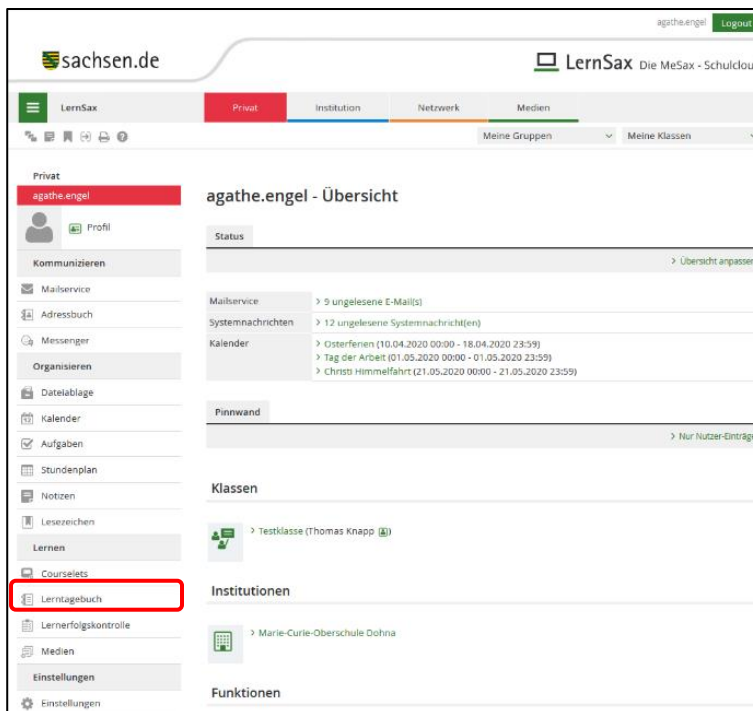 agathe.engel Logout
sachsen.de
LernSax Die MeSax - Schulclou
LernSax Privat Institution Netzwerk Medien
Meine Gruppen Meine Klassen
Privat
agathe.engel
Profil
Kommunizieren
Mailservice
Adressbuch
Messenger
Organisieren
Dateiablage
Kalender
Aufgaben
Stundenplan
Notizen
Lesezeichen
Lernen
Courselets
Lerntagebuch
Lernerfolgskontrolle
Medien
Einstellungen
Einstellungen
agathe.engel - Übersicht
Status
> Übersicht anpassen
Mailservice > 9 ungelesene E-Mail(s)
Systemnachrichten > 12 ungelesene Systemnachricht(en)
Kalender > Osterferien (10.04.2020 00:00 - 18.04.2020 23:59)
> Tag der Arbeit (01.05.2020 00:00 - 01.05.2020 23:59)
> Christi Himmelfahrt (21.05.2020 00:00 - 21.05.2020 23:59)
Pinnwand
> Nur Nutzer-Einträge
Klassen
> Testklasse (Thomas Knapp)
Institutionen
> Marie-Curie-Oberschule Dohna
Funktionen